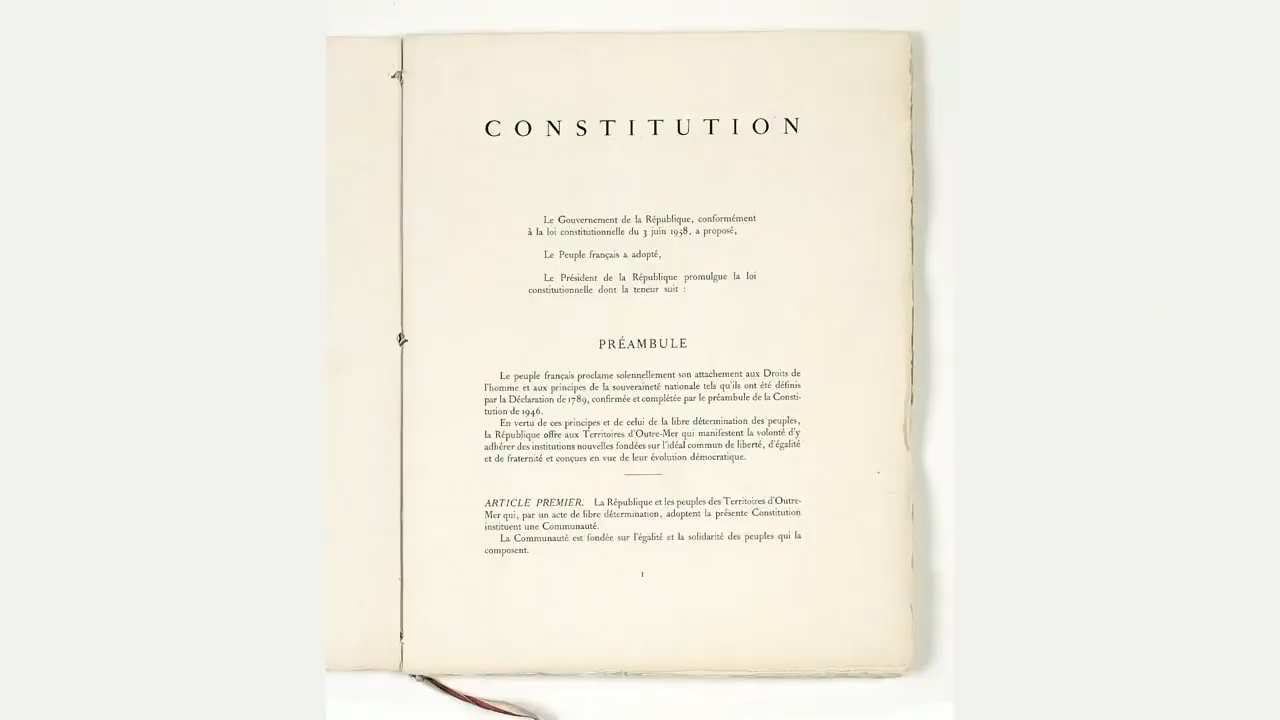 CONSTITUTION
Le Gouvernement de la République, conformément
à la loi constitutionnelle du 3 juin 1958, a proposé,
Le Peuple français a adopté,
Le Président de la République promulgue la loi
constitutionnelle dont la teneur suit :
PRÉAMBULE
Le peuple français proclame solennellement son attachement aux Droits de
l'homme et aux principes de la souveraineté nationale tels qu'ils ont été définis
par la Déclaration de 1789, confirmée et complétée par le préambule de la Consti-
tution de 1946.
En vertu de ces principes et de celui de la libre détermination des peuples,
la République offre aux Territoires d'Outre-Mer qui manifestent la volonté d'y
adhérer des institutions nouvelles fondées sur l'idéal commun de liberté, d'égalité
et de fraternité et conçues en vue de leur évolution démocratique.
ARTICLE PREMIER. La République et les peuples des Territoires d'Outre-
Mer qui, par un acte de libre détermination, adoptent la présente Constitution
instituent une Communauté.
La Communauté est fondée sur l'égalité et la solidarité des peuples qui la
composent.
1